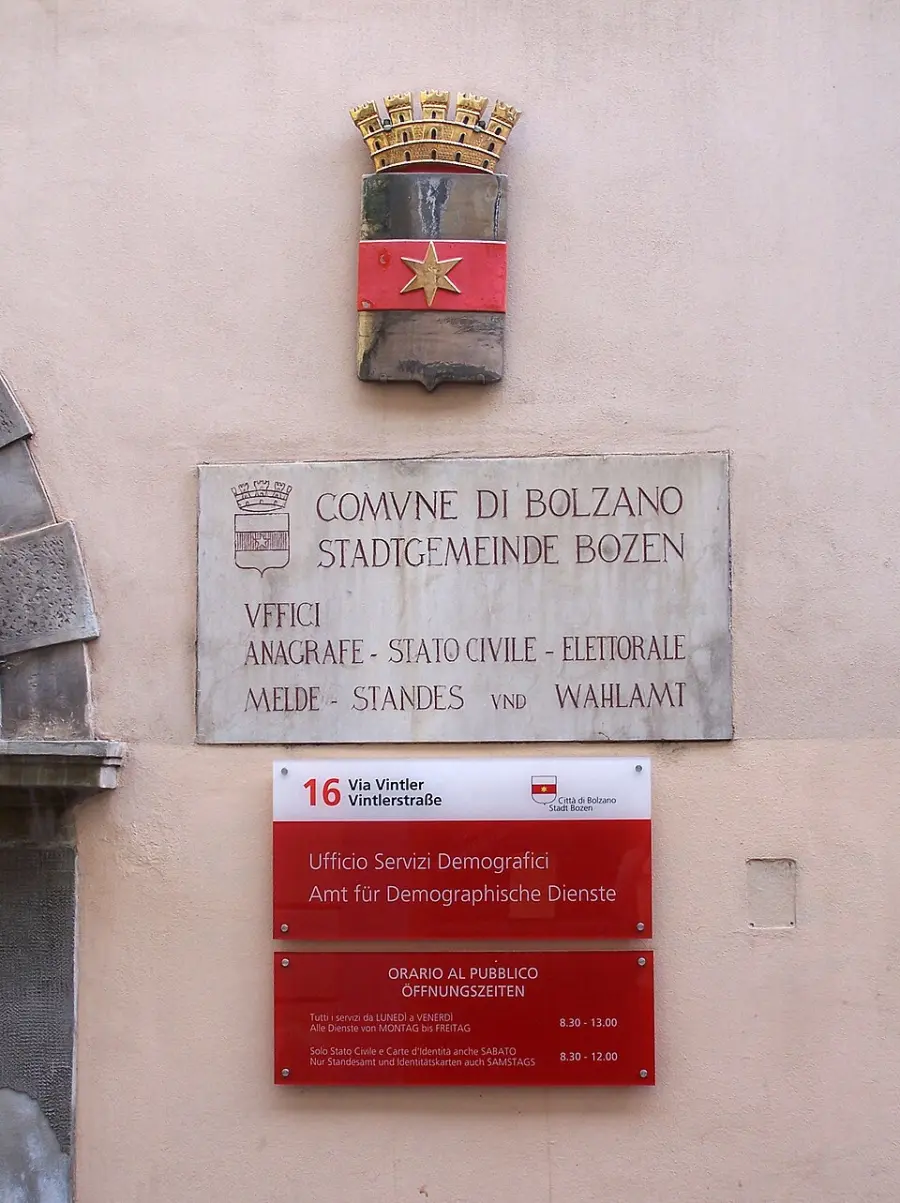 COMVNE DI BOLZANO
STADTGEMEINDE BOZEN
VFFICI
ANAGRAFE - STATO CIVILE - ELETTORALE
MELDE - STANDES VND WAHLAMT
16 Via Vintler
Vintlerstraße
Città di Bolzano
Stadt Bozen
Ufficio Servizi Demografici
Amt für Demographische Dienste
ORARIO AL PUBBLICO
ÖFFNUNGSZEITEN
Tutti i servizi da LUNEDÌ a VENERDÌ
Alle Dienste von MONTAG bis FREITAG
8.30 - 13.00
Solo Stato Civile e Carte d'Identità anche SABATO
Nur Standesamt und Identitätskarten auch SAMSTAGS
8.30 - 12.00